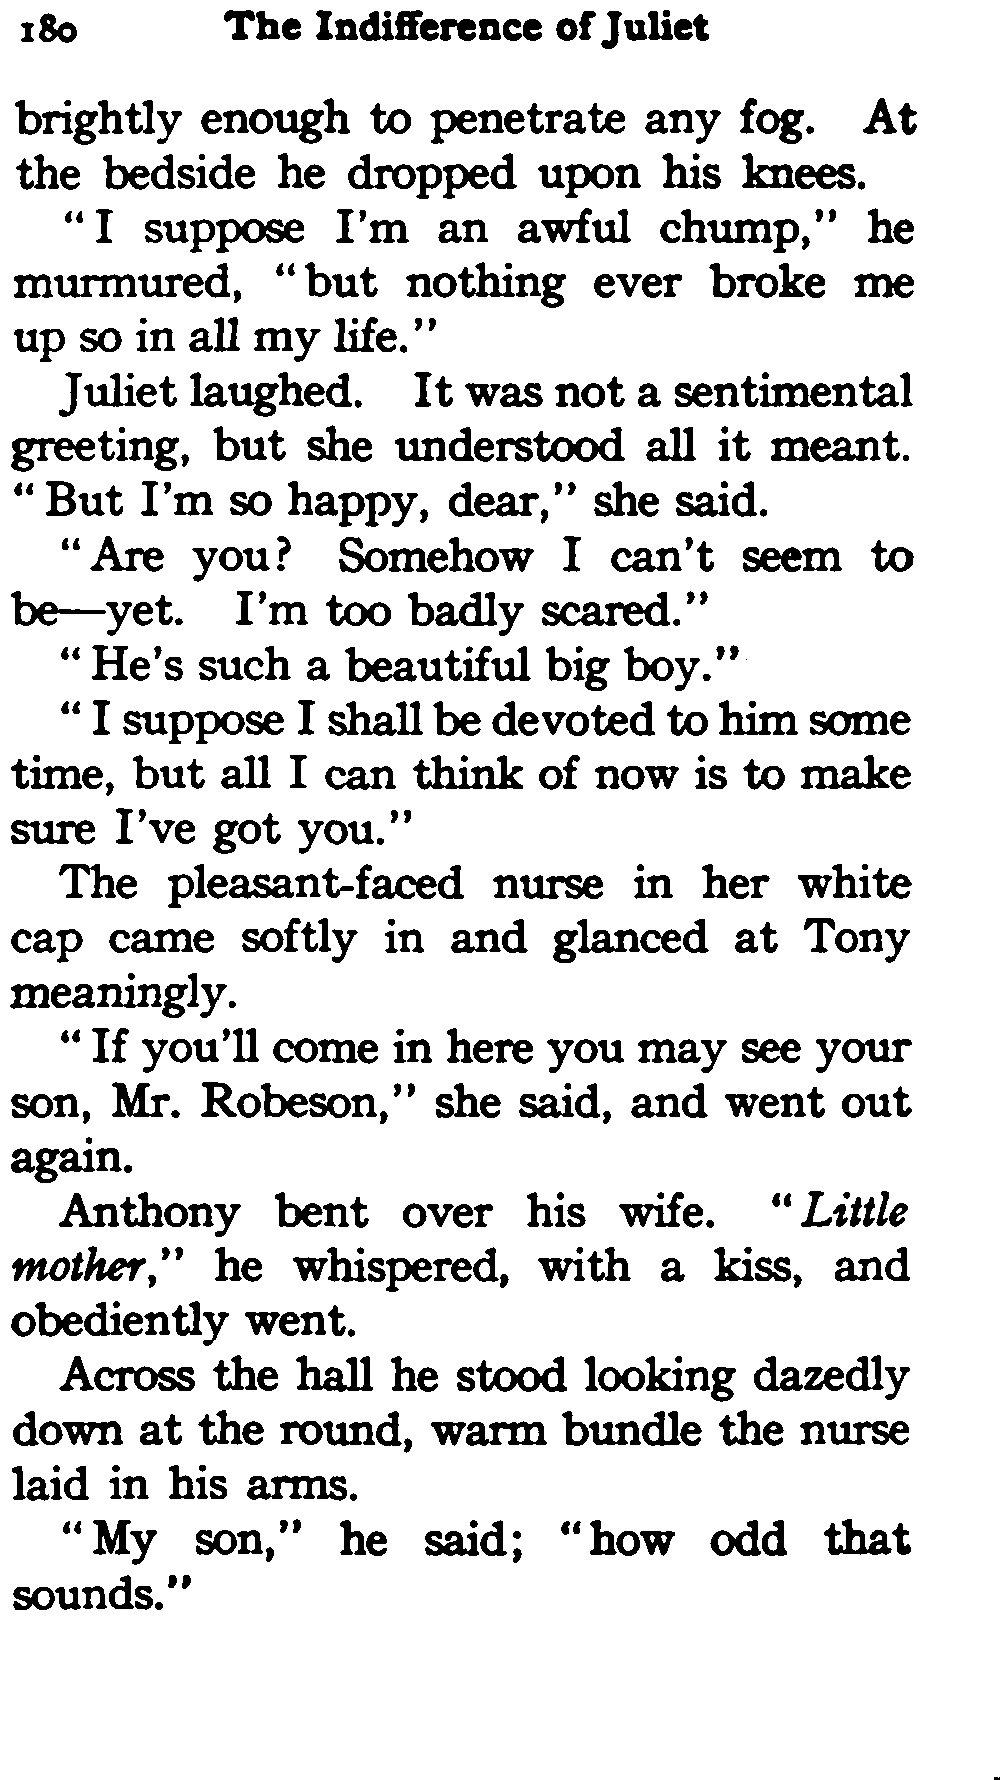 180 The Indifference of Juliet
brightly enough to penetrate any fog. At
the bedside he dropped upon his knees.
"I suppose I'm an awful chump," he
murmured, "but nothing ever broke me
up so in all my life."
Juliet laughed. It was not a sentimental
greeting, but she understood all it meant.
"But I'm so happy, dear," she said.
"Are you? Somehow I can't seem to
be—yet. I'm too badly scared."
"He's such a beautiful big boy."
"I suppose I shall be devoted to him some
time, but all I can think of now is to make
sure I've got you."
The pleasant-faced nurse in her white
cap came softly in and glanced at Tony
meaningly.
"If you'll come in here you may see your
son, Mr. Robeson," she said, and went out
again.
Anthony bent over his wife. "Little
mother," he whispered, with a kiss, and
obediently went.
Across the hall he stood looking dazedly
down at the round, warm bundle the nurse
laid in his arms.
"My son," he said; "how odd that
sounds."